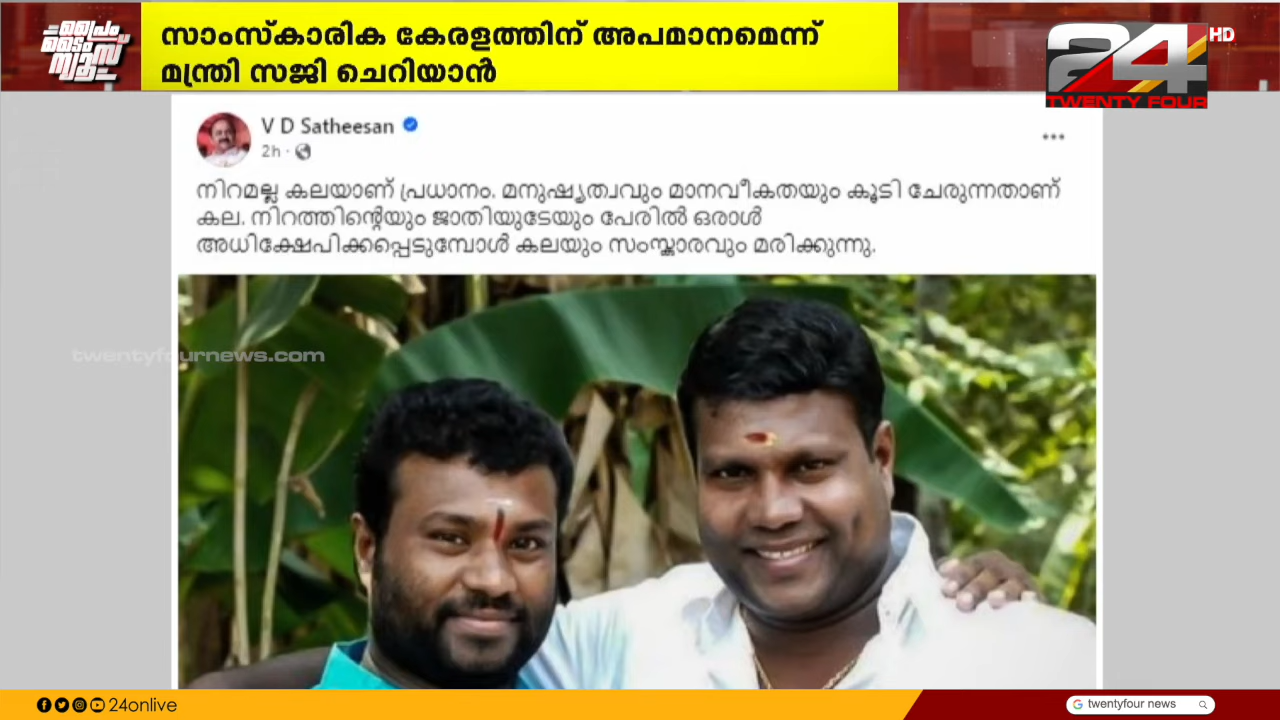 പ്രൈം
ടൈം
ന്യൂസ്
സാംസ്കാരിക കേരളത്തിന് അപമാനമെന്ന്
മന്ത്രി സജി ചെറിയാൻ
24 HD
TWENTY FOUR
V D Satheesan
2h ·
നിറമല്ല കലയാണ് പ്രധാനം. മനുഷ്യത്വവും മാനവീകതയും കൂടി ചേരുന്നതാണ്
കല. നിറത്തിന്റെയും ജാതിയുടേയും പേരിൽ ഒരാൾ
അധിക്ഷേപിക്കപ്പെടുമ്പോൾ കലയും സംസ്കാരവും മരിക്കുന്നു.
twentyfournews.com
24onlive
twentyfour news